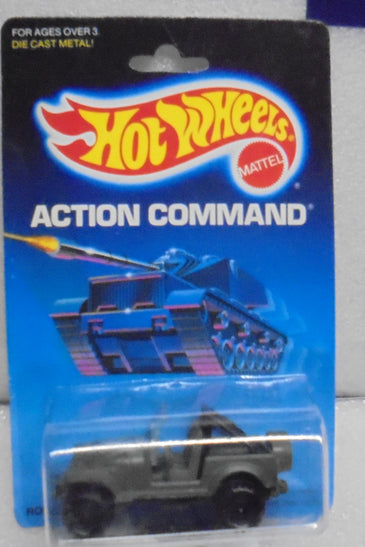 FOR AGES OVER 3.
DIE CAST METAL!
HOT WHEELS®
MATTEL
ACTION COMMAND®